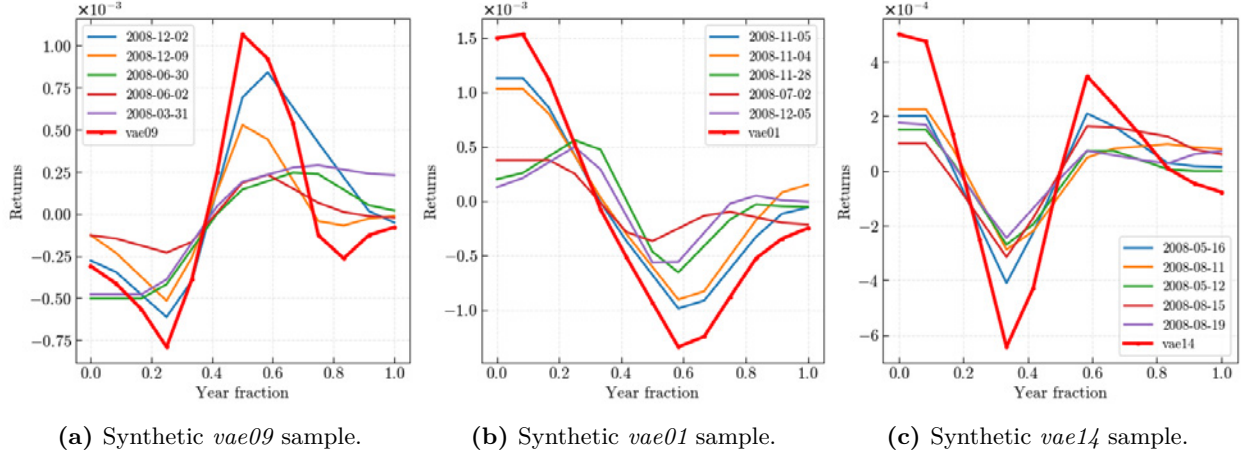 ×10⁻³
1.00
0.75
0.50
0.25
0.00
−0.25
−0.50
−0.75
Returns
2008-12-02
2008-12-09
2008-06-30
2008-06-02
2008-03-31
vae09
0.0 0.2 0.4 0.6 0.8 1.0
Year fraction
(a) Synthetic vae09 sample.
×10⁻³
1.5
1.0
0.5
0.0
−0.5
−1.0
Returns
2008-11-05
2008-11-04
2008-11-28
2008-07-02
2008-12-05
vae01
0.0 0.2 0.4 0.6 0.8 1.0
Year fraction
(b) Synthetic vae01 sample.
×10⁻⁴
4
2
0
−2
−4
−6
Returns
2008-05-16
2008-08-11
2008-05-12
2008-08-15
2008-08-19
vae14
0.0 0.2 0.4 0.6 0.8 1.0
Year fraction
(c) Synthetic vae14 sample.